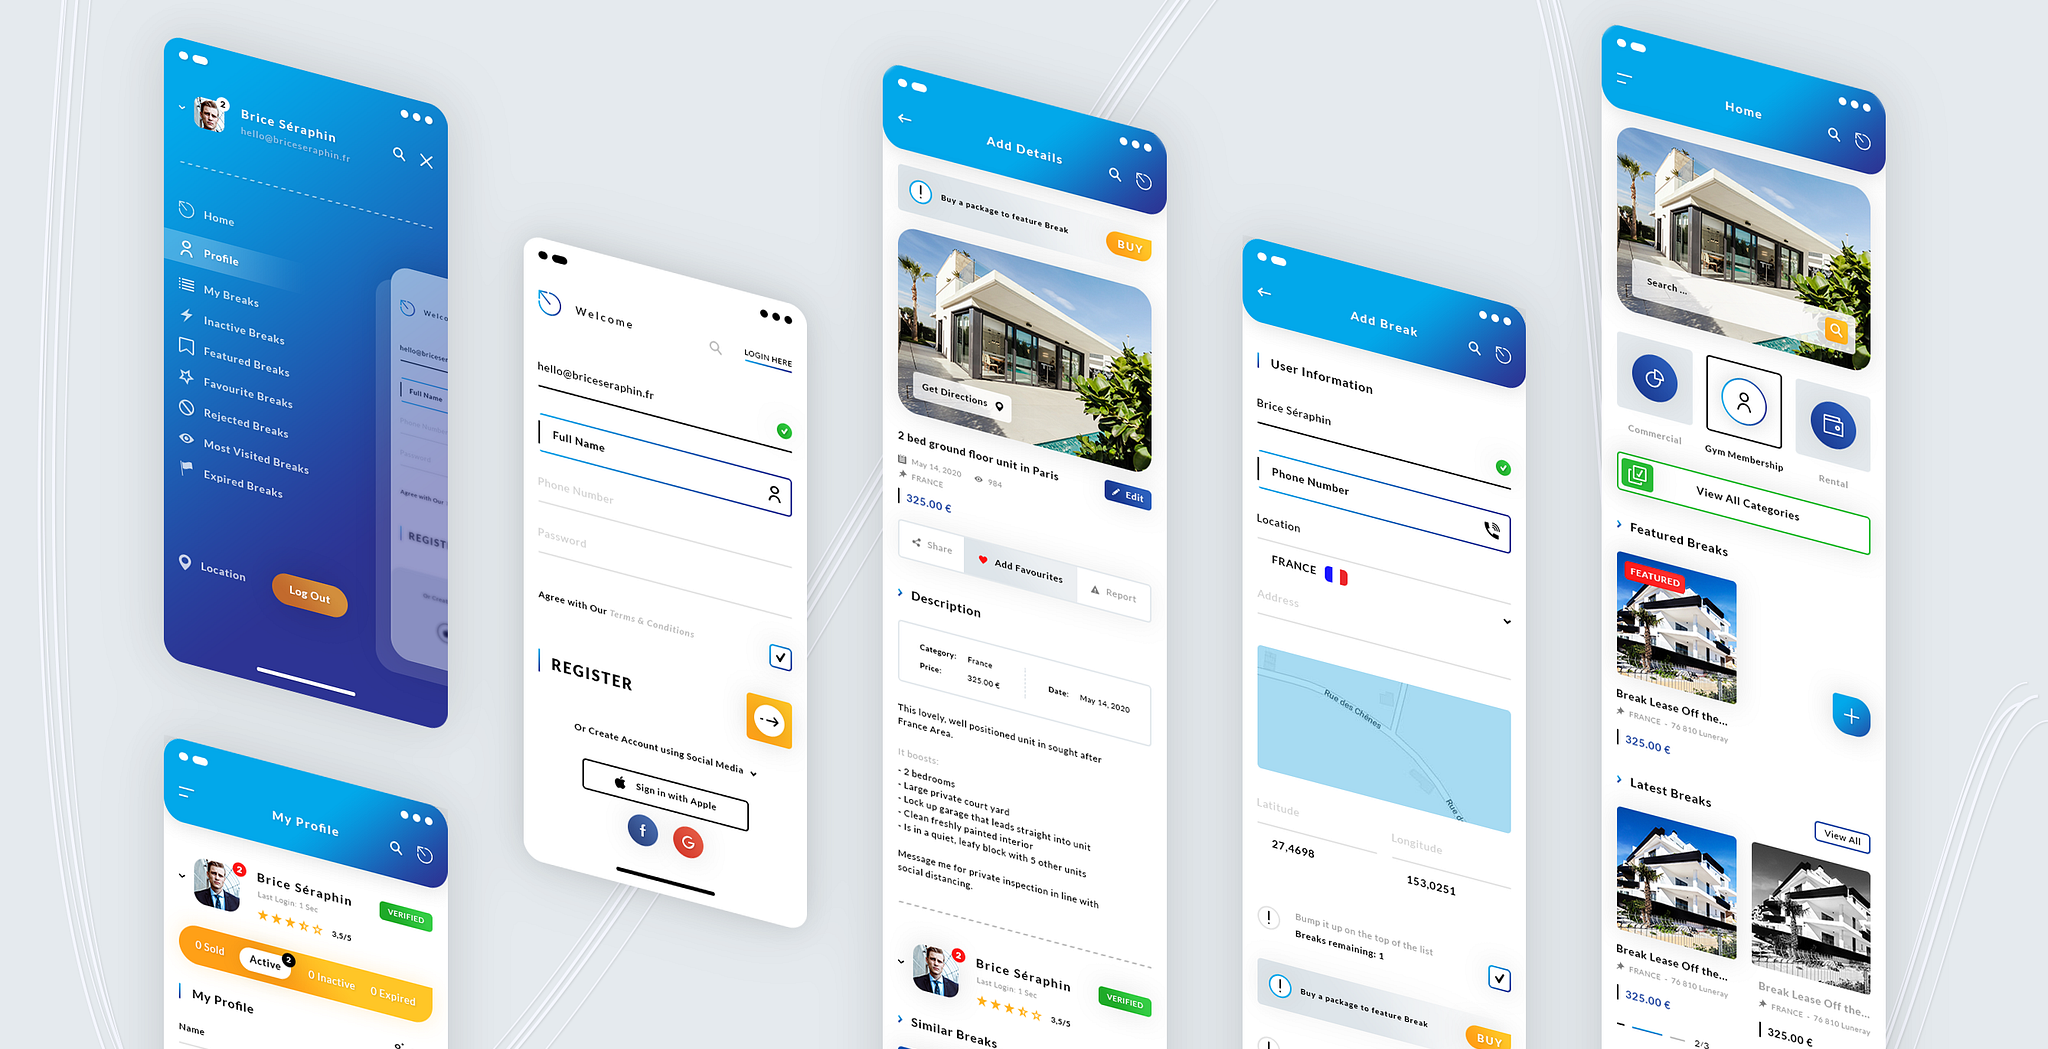 2
Brice Séraphin
hello@briceseraphin.fr
Home
Profile
My Breaks
Inactive Breaks
Featured Breaks
Favourite Breaks
Rejected Breaks
Most Visited Breaks
Expired Breaks
Location
Log Out
Full Name
Phone Number
Password
Agree with Our
My Profile
2
Brice Séraphin
Last Login: 1 Sec
3,5/5
VERIFIED
0 Sold
Active
2
0 Inactive
0 Expired
My Profile
Name
Welcome
LOGIN HERE
hello@briceseraphin.fr
Full Name
Phone Number
Password
Agree with Our Terms & Conditions
REGISTER
Or Create Account using Social Media
Sign in with Apple
f
G
Add Details
Buy a package to feature Break
BUY
Get Directions
2 bed ground floor unit in Paris
May 14, 2020
984
FRANCE
325.00 €
Edit
Share
Add Favourites
Report
Description
Category: France
Price: 325.00 €
Date: May 14, 2020
This lovely, well positioned unit in sought after
France Area.
It boosts:
- 2 bedrooms
- Large private court yard
- Lock up garage that leads straight into unit
- Clean freshly painted interior
- Is in a quiet, leafy block with 5 other units
Message me for private inspection in line with
social distancing.
2
Brice Séraphin
Last Login: 1 Sec
3,5/5
VERIFIED
Similar Breaks
Add Break
User Information
Brice Séraphin
Phone Number
Location
FRANCE
Address
Rue des Chênes
Rue d
Latitude
27,4698
Longitude
153,0251
Bump it up on the top of the list
Breaks remaining: 1
Buy a package to feature Break
BUY
Home
Search ...
Commercial
Gym Membership
Rental
View All Categories
Featured Breaks
FEATURED
Break Lease Off the...
FRANCE - 76 810 Luneray
325.00 €
Latest Breaks
View All
Break Lease Off the...
FRANCE - 76 810 Luneray
325.00 €
Break Lease Off the...
FRANCE - 76 810 Luneray
325.00 €
2/3